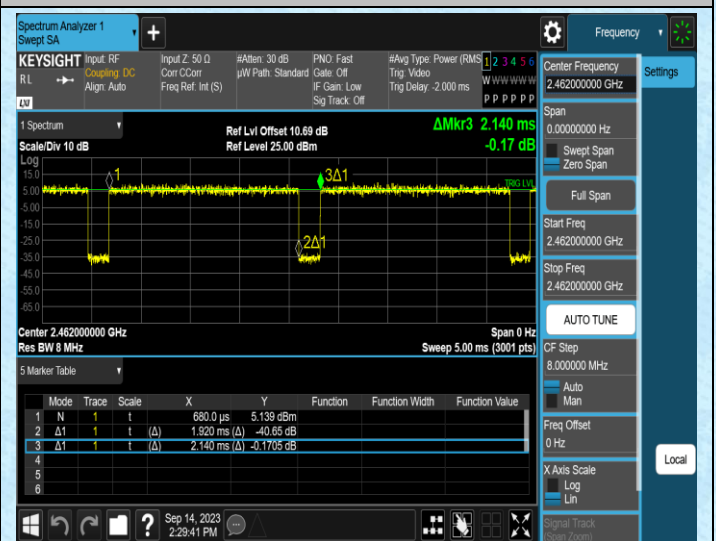 Spectrum Analyzer 1
Swept SA
+
Frequency
KEYSIGHT
RL
LXI
Input: RF
Coupling: DC
Align: Auto
Input Z: 50 Ω
Corr CCorr
Freq Ref: Int (S)
#Atten: 30 dB
µW Path: Standard
PNO: Fast
Gate: Off
IF Gain: Low
Sig Track: Off
#Avg Type: Power (RMS
Trig: Video
Trig Delay: -2.000 ms
1 2 3 4 5 6
W W W W W W
P P P P P P
1 Spectrum
Scale/Div 10 dB
Ref Lvl Offset 10.69 dB
Ref Level 25.00 dBm
ΔMkr3 2.140 ms
-0.17 dB
Log
15.0
5.00
-5.00
-15.0
-25.0
-35.0
-45.0
-55.0
-65.0
1
3Δ1
2Δ1
TRIG LVL
Center 2.462000000 GHz
Res BW 8 MHz
Span 0 Hz
Sweep 5.00 ms (3001 pts)
5 Marker Table
Mode Trace Scale X Y Function Function Width Function Value
1 N 1 t 680.0 µs 5.139 dBm
2 Δ1 1 t (Δ) 1.920 ms (Δ) -40.65 dB
3 Δ1 1 t (Δ) 2.140 ms (Δ) -0.1705 dB
4
5
6
Sep 14, 2023
2:29:41 PM
Center Frequency
2.462000000 GHz
Span
0.00000000 Hz
Swept Span
Zero Span
Full Span
Start Freq
2.462000000 GHz
Stop Freq
2.462000000 GHz
AUTO TUNE
CF Step
8.000000 MHz
Auto
Man
Freq Offset
0 Hz
X Axis Scale
Log
Lin
Signal Track
(Span Zoom)
Settings
Local